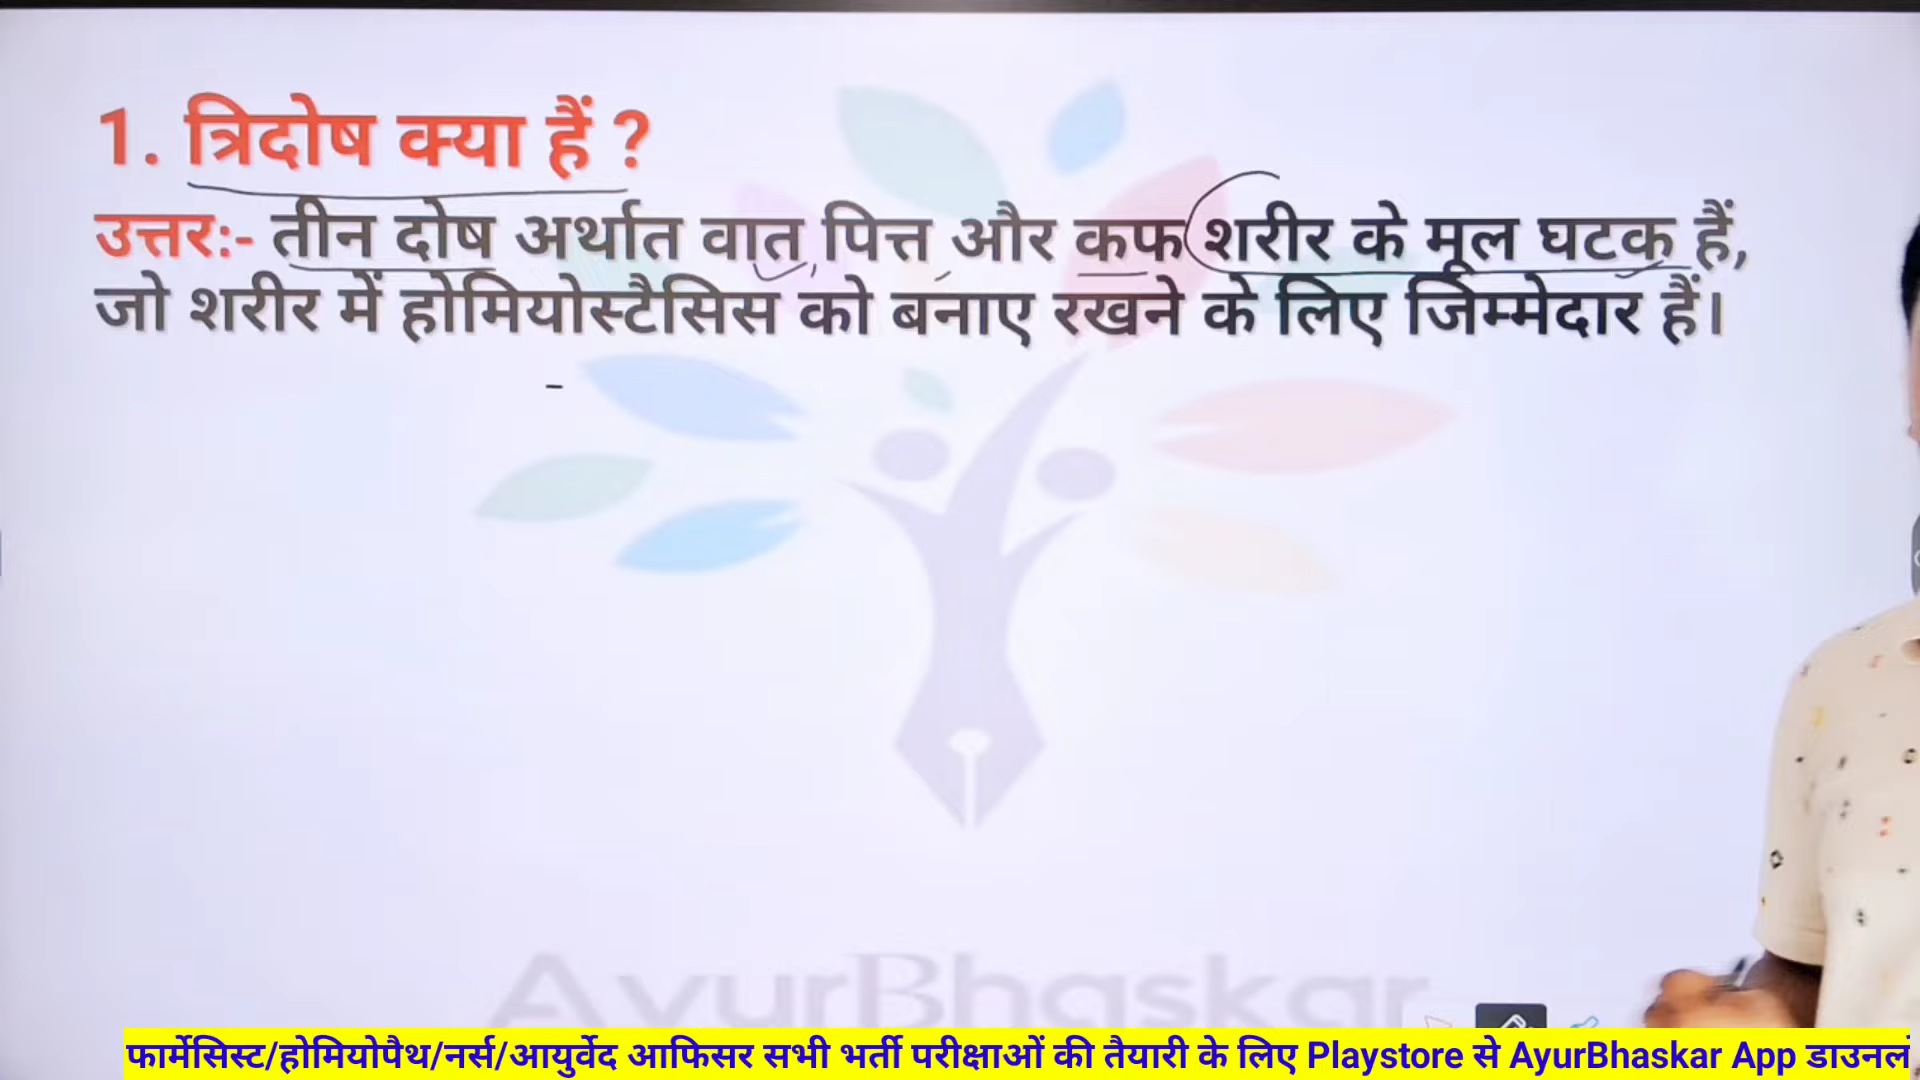 1. त्रिदोष क्या हैं ?
उत्तर:- तीन दोष अर्थात वात, पित्त और कफ शरीर के मूल घटक हैं,
जो शरीर में होमियोस्टैसिस को बनाए रखने के लिए जिम्मेदार हैं।
AyurBhaskar
फार्मेसिस्ट/होमियोपैथ/नर्स/आयुर्वेद आफिसर सभी भर्ती परीक्षाओं की तैयारी के लिए Playstore से AyurBhaskar App